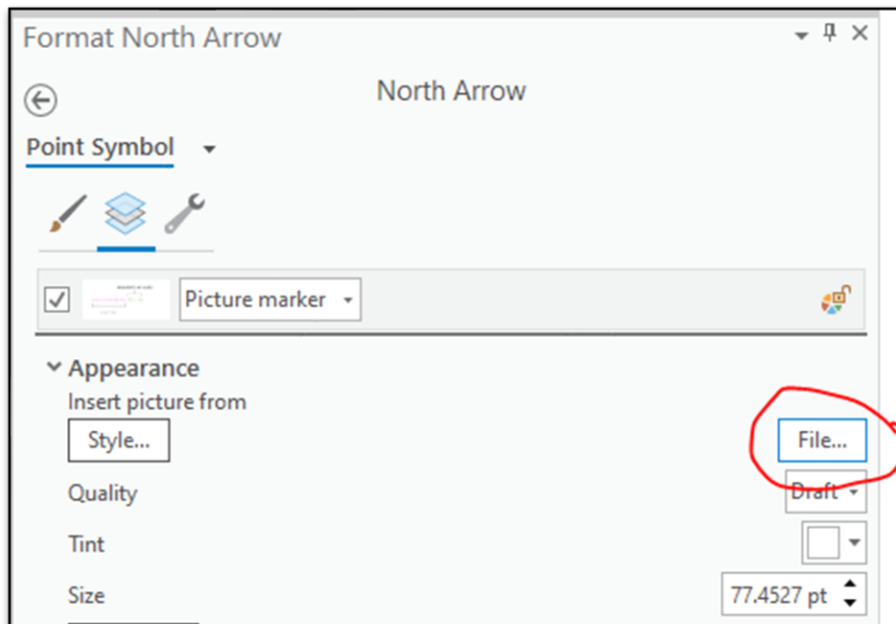 Format North Arrow
North Arrow
Point Symbol
Picture marker
Appearance
Insert picture from
Style... File...
Quality Draft
Tint
Size 77.4527 pt